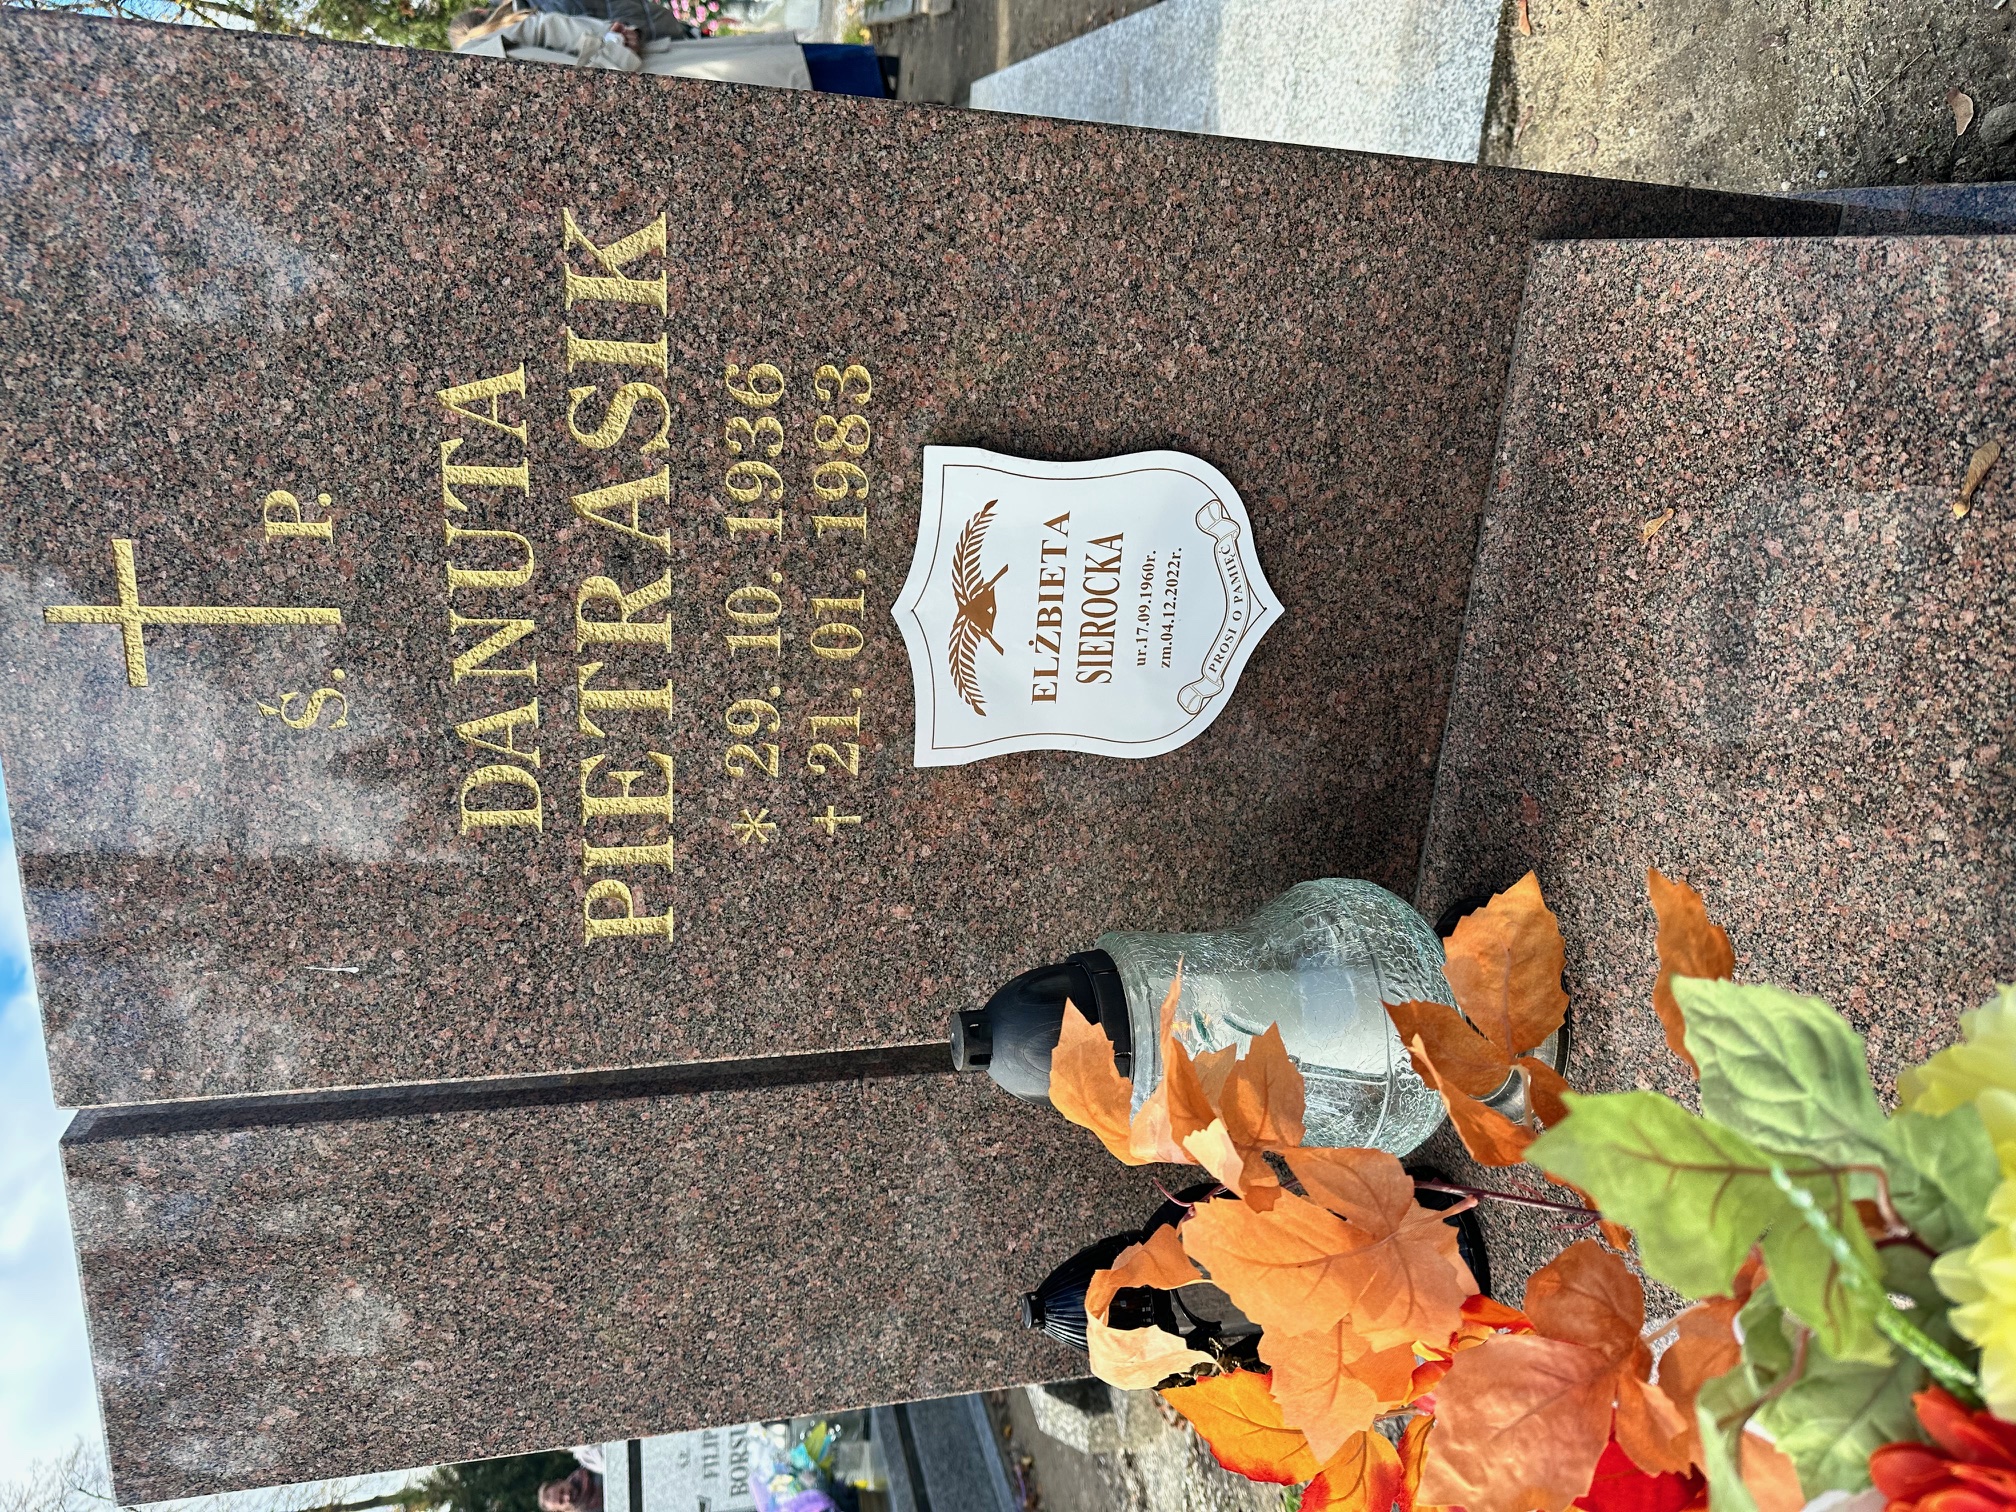 Ś. P.
DANUTA
PIETRASIK
* 29. 10. 1936
† 21. 01. 1983
ELŻBIETA
SIEROCKA
ur.17.09.1960r.
zm.04.12.2022r.
PROSI O PAMIĘĆ